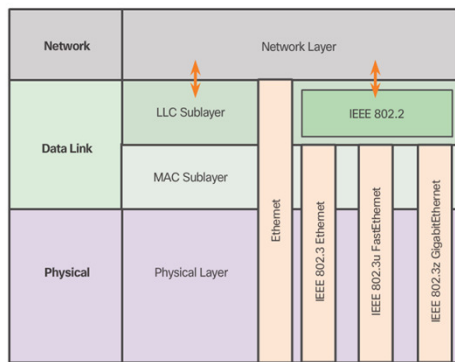 Network
Network Layer
Data Link
LLC Sublayer
IEEE 802.2
MAC Sublayer
Physical
Physical Layer
Ethernet
IEEE 802.3 Ethernet
IEEE 802.3u FastEthernet
IEEE 802.3z GigabitEthernet